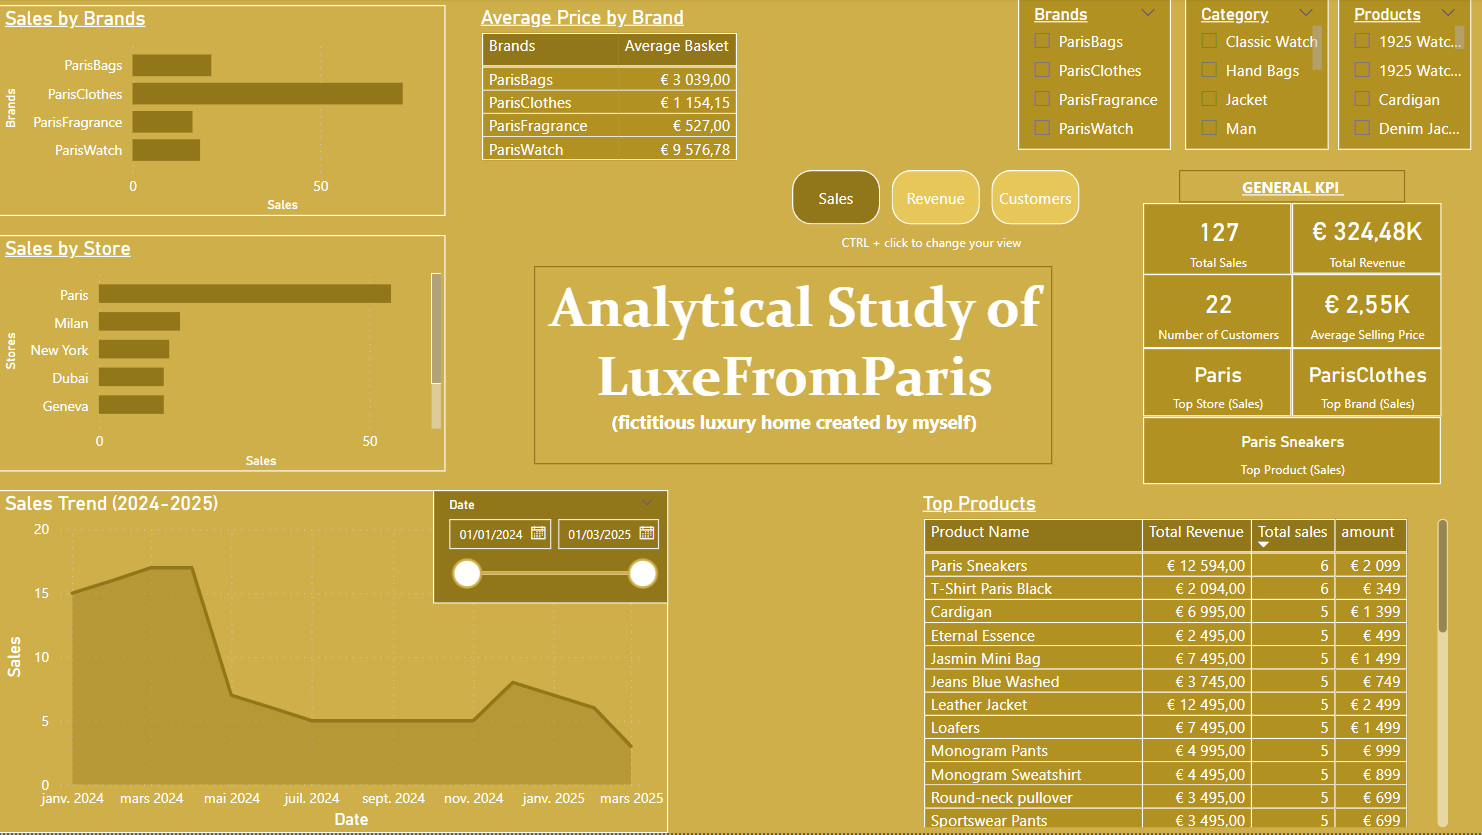 Sales by Brands
Brands
ParisBags
ParisClothes
ParisFragrance
ParisWatch
0 50
Sales
Average Price by Brand
Brands Average Basket
ParisBags € 3 039,00
ParisClothes € 1 154,15
ParisFragrance € 527,00
ParisWatch € 9 576,78
Brands
ParisBags
ParisClothes
ParisFragrance
ParisWatch
Category
Classic Watch
Hand Bags
Jacket
Man
Products
1925 Watc...
1925 Watc...
Cardigan
Denim Jac...
Sales Revenue Customers
CTRL + click to change your view
GENERAL KPI
127
Total Sales
€ 324,48K
Total Revenue
22
Number of Customers
€ 2,55K
Average Selling Price
Paris
Top Store (Sales)
ParisClothes
Top Brand (Sales)
Paris Sneakers
Top Product (Sales)
Sales by Store
Stores
Paris
Milan
New York
Dubai
Geneva
0 50
Sales
Analytical Study of
LuxeFromParis
(fictitious luxury home created by myself)
Sales Trend (2024-2025)
Date
01/01/2024 01/03/2025
Sales
20
15
10
5
0
janv. 2024 mars 2024 mai 2024 juil. 2024 sept. 2024 nov. 2024 janv. 2025 mars 2025
Date
Top Products
Product Name Total Revenue Total sales amount
Paris Sneakers € 12 594,00 6 € 2 099
T-Shirt Paris Black € 2 094,00 6 € 349
Cardigan € 6 995,00 5 € 1 399
Eternal Essence € 2 495,00 5 € 499
Jasmin Mini Bag € 7 495,00 5 € 1 499
Jeans Blue Washed € 3 745,00 5 € 749
Leather Jacket € 12 495,00 5 € 2 499
Loafers € 7 495,00 5 € 1 499
Monogram Pants € 4 995,00 5 € 999
Monogram Sweatshirt € 4 495,00 5 € 899
Round-neck pullover € 3 495,00 5 € 699
Sportswear Pants € 3 495,00 5 € 699